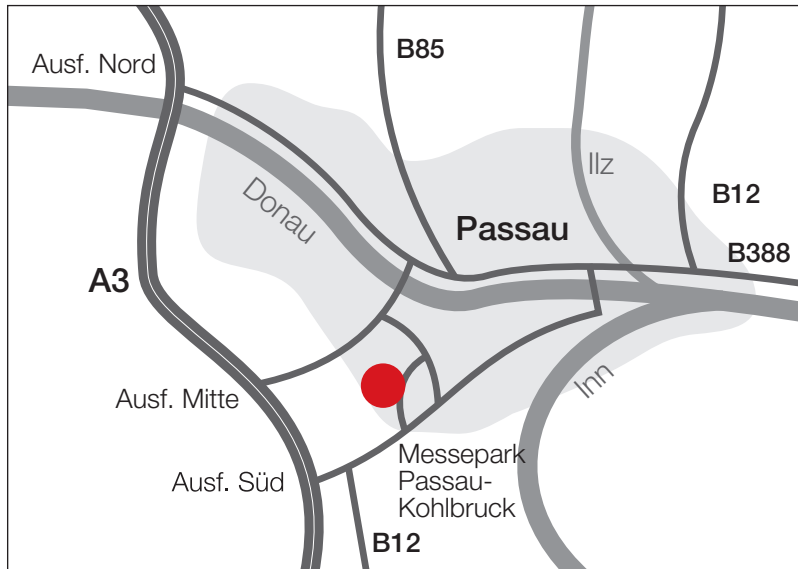 B85
Ausf. Nord
Ilz
Donau
B12
Passau
B388
A3
Inn
Ausf. Mitte
Messepark
Passau-
Kohlbruck
Ausf. Süd
B12